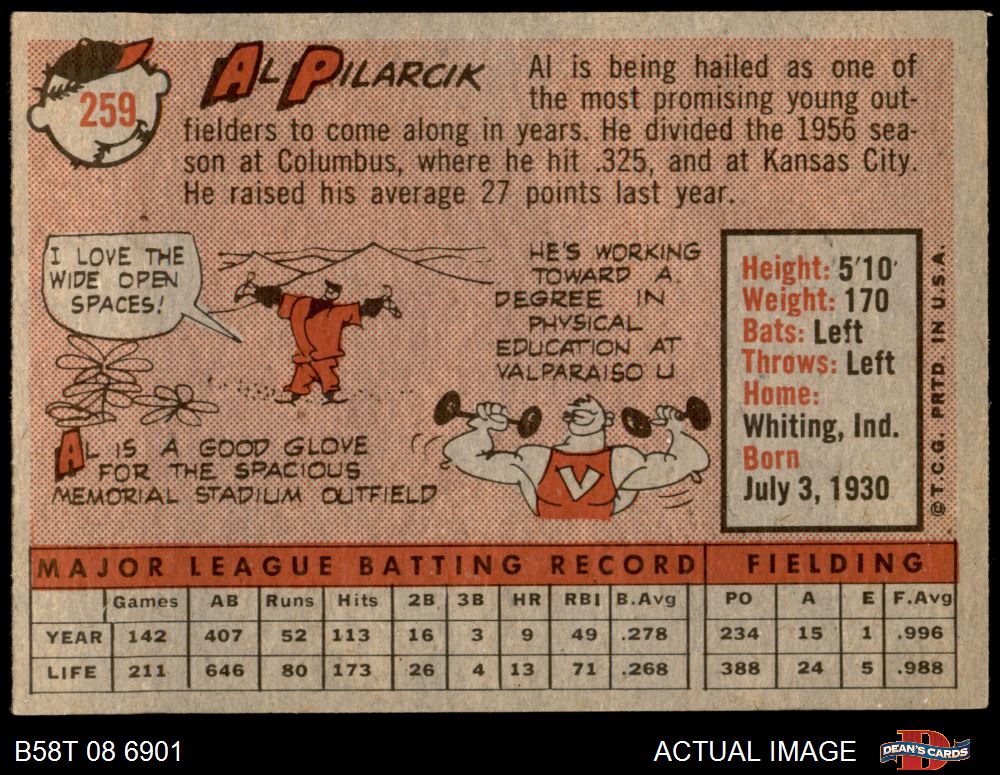 259
AL PILARCIK
Al is being hailed as one of
the most promising young out-
fielders to come along in years. He divided the 1956 sea-
son at Columbus, where he hit .325, and at Kansas City.
He raised his average 27 points last year.
I LOVE THE
WIDE OPEN
SPACES!
AL IS A GOOD GLOVE
FOR THE SPACIOUS
MEMORIAL STADIUM OUTFIELD
HE'S WORKING
TOWARD A
DEGREE IN
PHYSICAL
EDUCATION AT
VALPARAISO U
V
Height: 5'10'
Weight: 170
Bats: Left
Throws: Left
Home:
Whiting, Ind.
Born
July 3, 1930
© T.C.G. PRTD. IN U.S.A.
MAJOR LEAGUE BATTING RECORD FIELDING
Games AB Runs Hits 2B 3B HR RBI B.Avg PO A E F.Avg
YEAR 142 407 52 113 16 3 9 49 .278 234 15 1 .996
LIFE 211 646 80 173 26 4 13 71 .268 388 24 5 .988
B58T 08 6901
ACTUAL IMAGE
DEAN'S CARDS